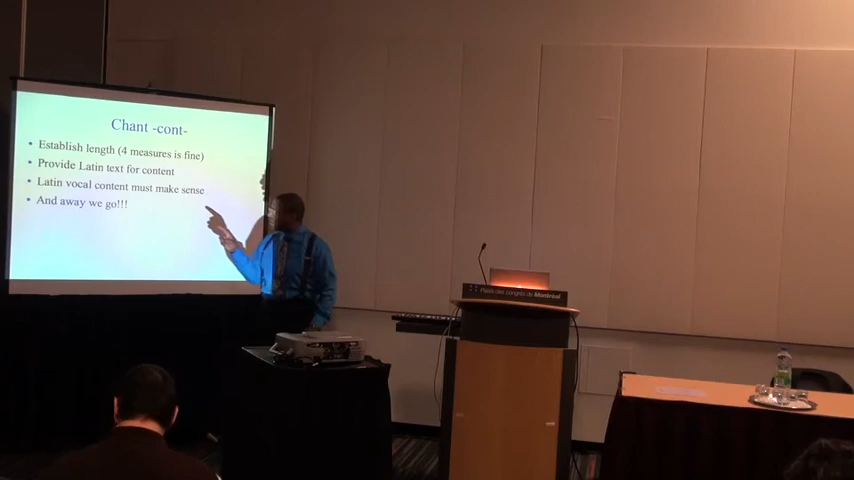 Chant -cont-
• Establish length (4 measures is fine)
• Provide Latin text for content
• Latin vocal content must make sense
• And away we go!!!
Palais des congrès de Montréal